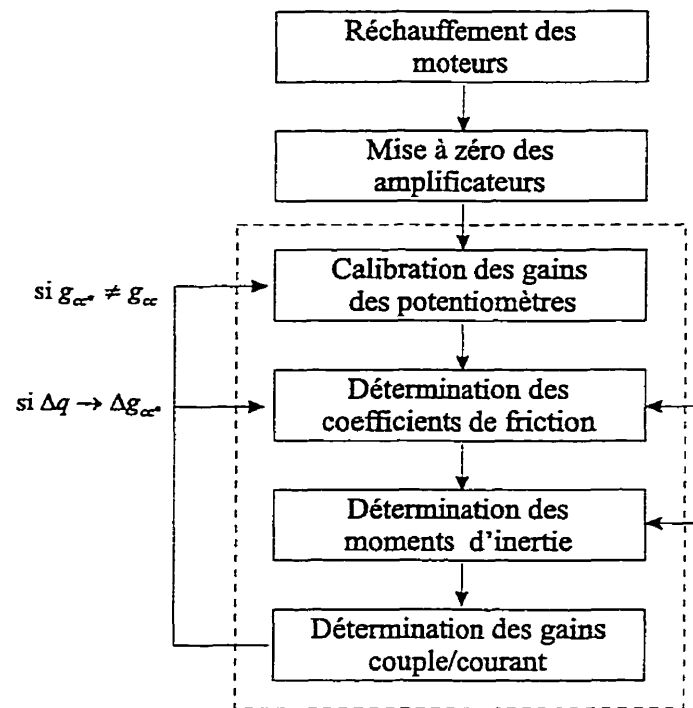 Réchauffement des
moteurs
Mise à zéro des
amplificateurs
Calibration des gains
des potentiomètres
si g_cc* ≠ g_cc
Détermination des
coefficients de friction
si Δq → Δg_cc*
Détermination des
moments d'inertie
Détermination des gains
couple/courant